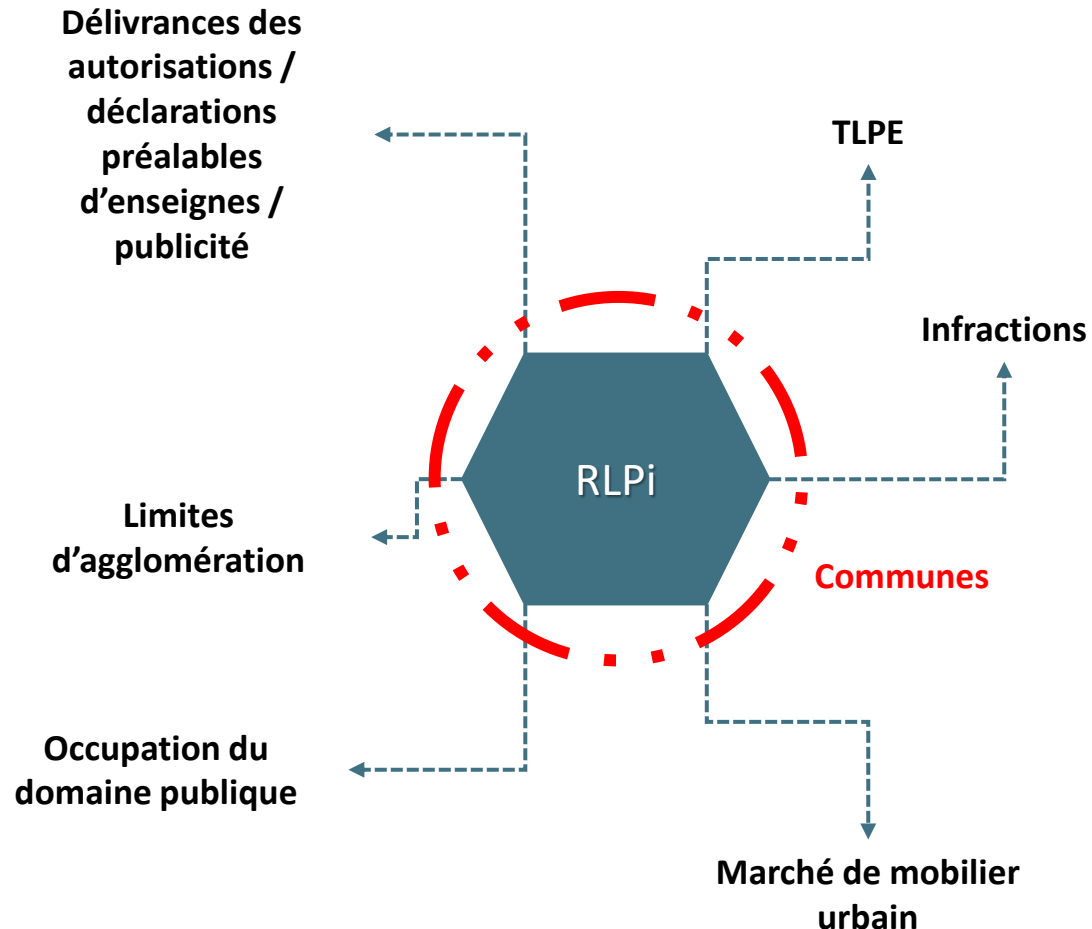 Délivrances des
autorisations /
déclarations
préalables
d'enseignes /
publicité
TLPE
Infractions
RLPi
Limites
d'agglomération
Communes
Occupation du
domaine publique
Marché de mobilier
urbain